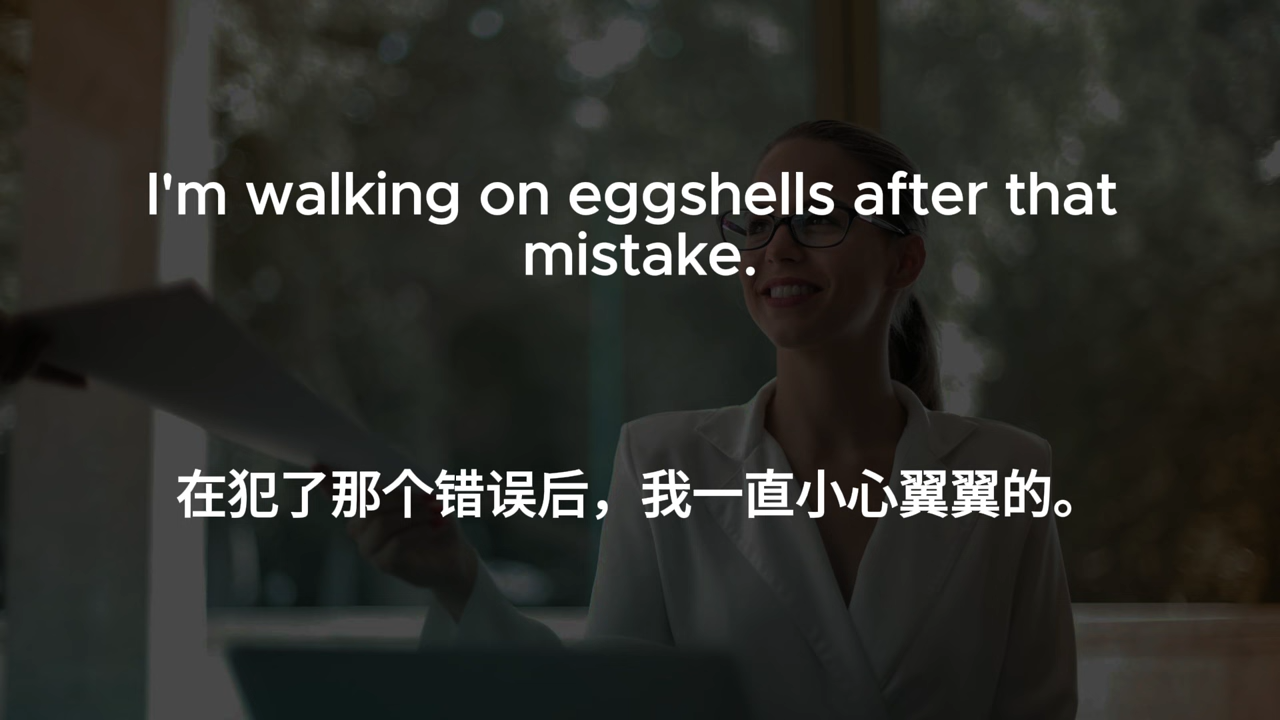 I'm walking on eggshells after that
mistake.
在犯了那个错误后，我一直小心翼翼的。